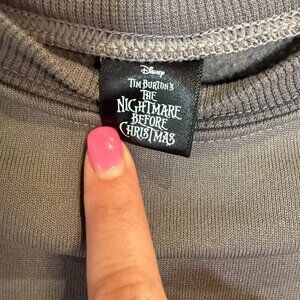 Disney
TIM BURTON'S
THE
NIGHTMARE
BEFORE
CHRISTMAS